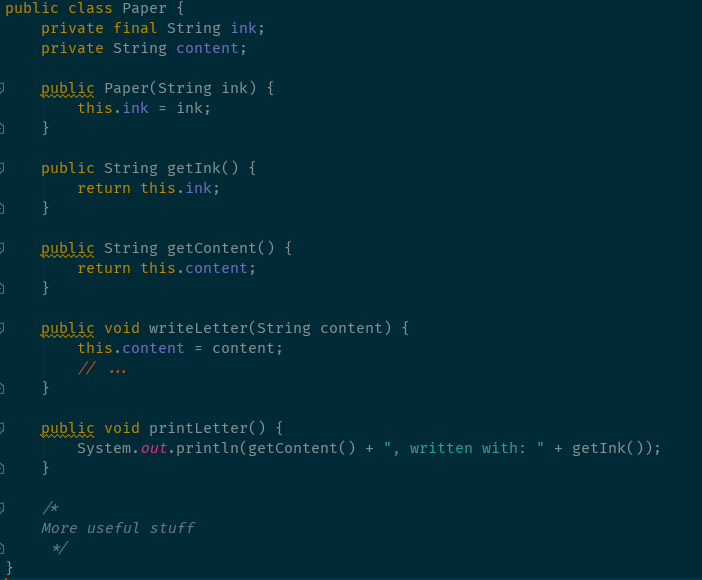 public class Paper {
    private final String ink;
    private String content;

    public Paper(String ink) {
        this.ink = ink;
    }

    public String getInk() {
        return this.ink;
    }

    public String getContent() {
        return this.content;
    }

    public void writeLetter(String content) {
        this.content = content;
        // ...
    }

    public void printLetter() {
        System.out.println(getContent() + ", written with: " + getInk());
    }

    /*
    More useful stuff
     */
}